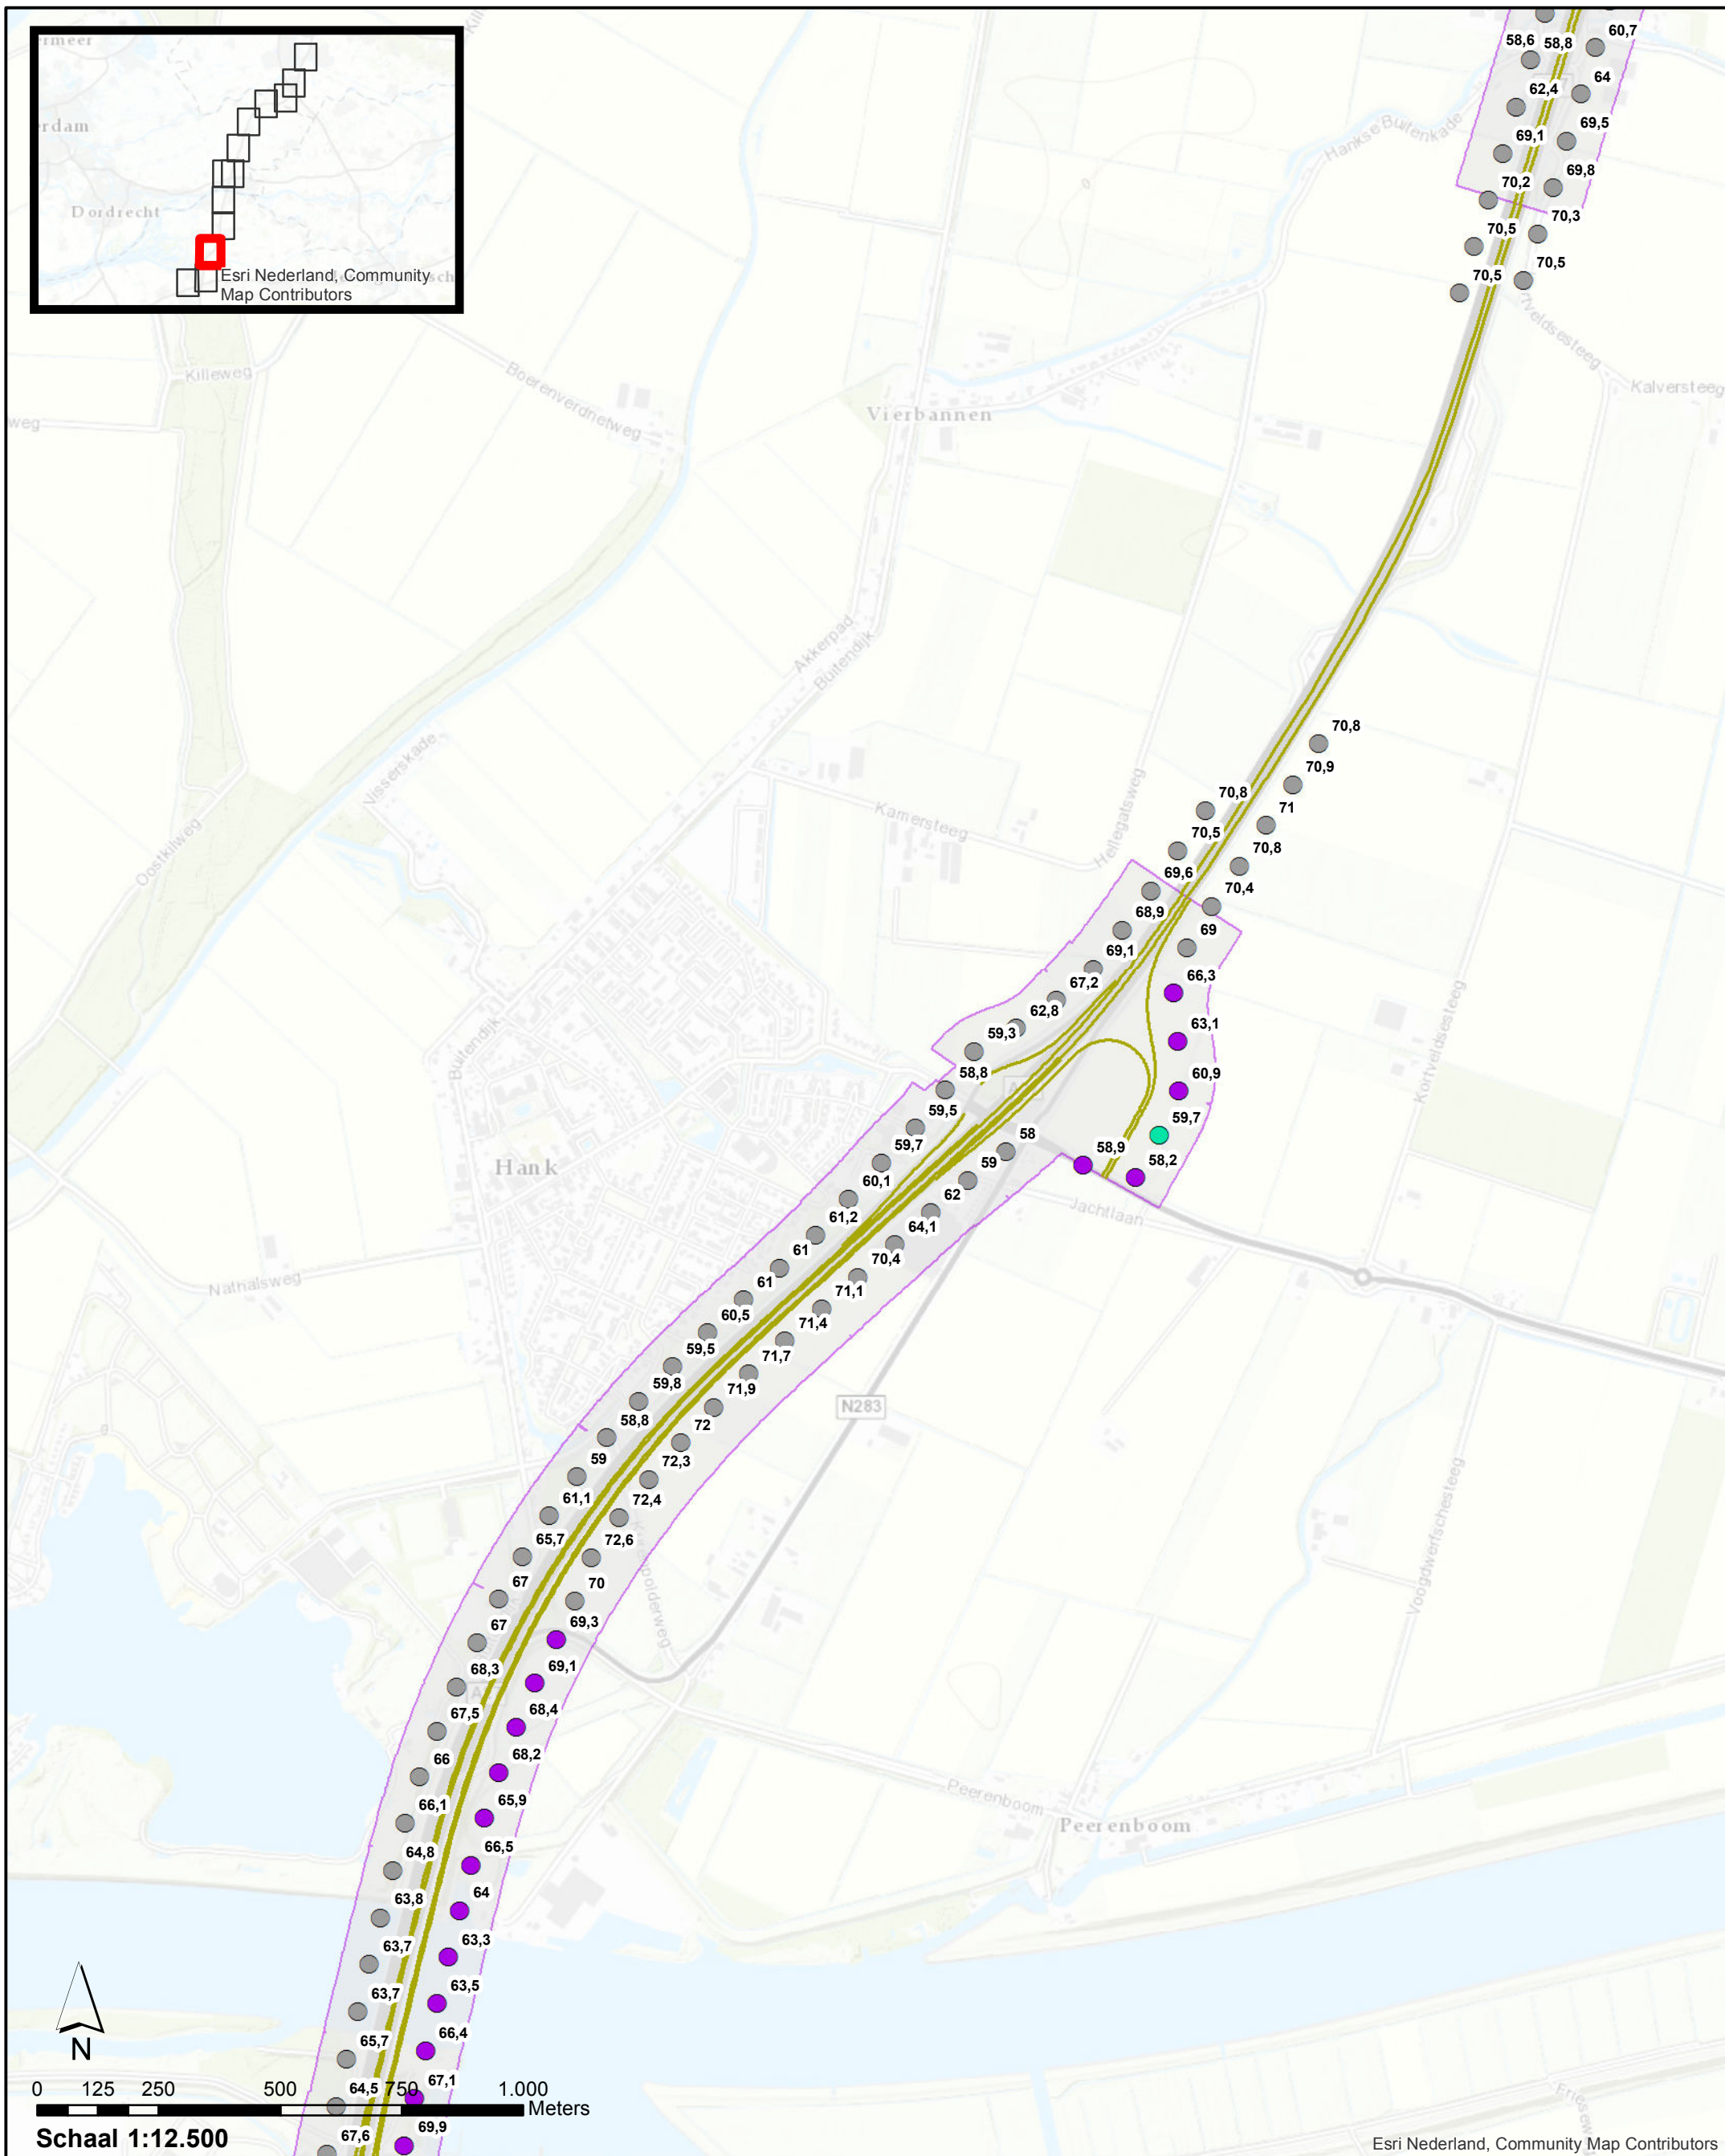 ermeer
rdam
Dordrecht
sch
Esri Nederland, Community
Map Contributors
Kil
60,7
58,6
58,8
64
62,4
69,5
69,1
69,8
70,2
70,3
70,5
70,5
70,5
Hankse Buitenkade
rtveldsesteeg
Kalversteeg
Killeweg
weg
Boerenverdrietweg
Vierbannen
Akkerpad
Buitendijk
Visserskade
Oostkilweg
Kamersteeg
Hellegatsweg
70,8
70,9
70,8
71
70,5
70,8
69,6
70,4
68,9
69
69,1
66,3
67,2
62,8
63,1
59,3
58,8
60,9
59,5
59,7
59,7
58
58,9
58,2
60,1
59
61,2
62
61
64,1
61
70,4
60,5
71,1
59,5
71,4
59,8
71,7
58,8
71,9
59
72
61,1
72,3
65,7
72,4
67
72,6
67
70
68,3
69,3
67,5
69,1
66
68,4
66,1
68,2
64,8
65,9
63,8
66,5
63,7
64
63,7
63,3
65,7
63,5
64,5
66,4
67,6
67,1
69,9
Buitendijk
Hank
Nathalsweg
Jachtlaan
Kortveldsesteeg
N283
Voogdwerfschesteeg
polderweg
Peerenboom
Peerenboom
N
0 125 250 500 750 1.000
Meters
Schaal 1:12.500
Esri Nederland, Community Map Contributors